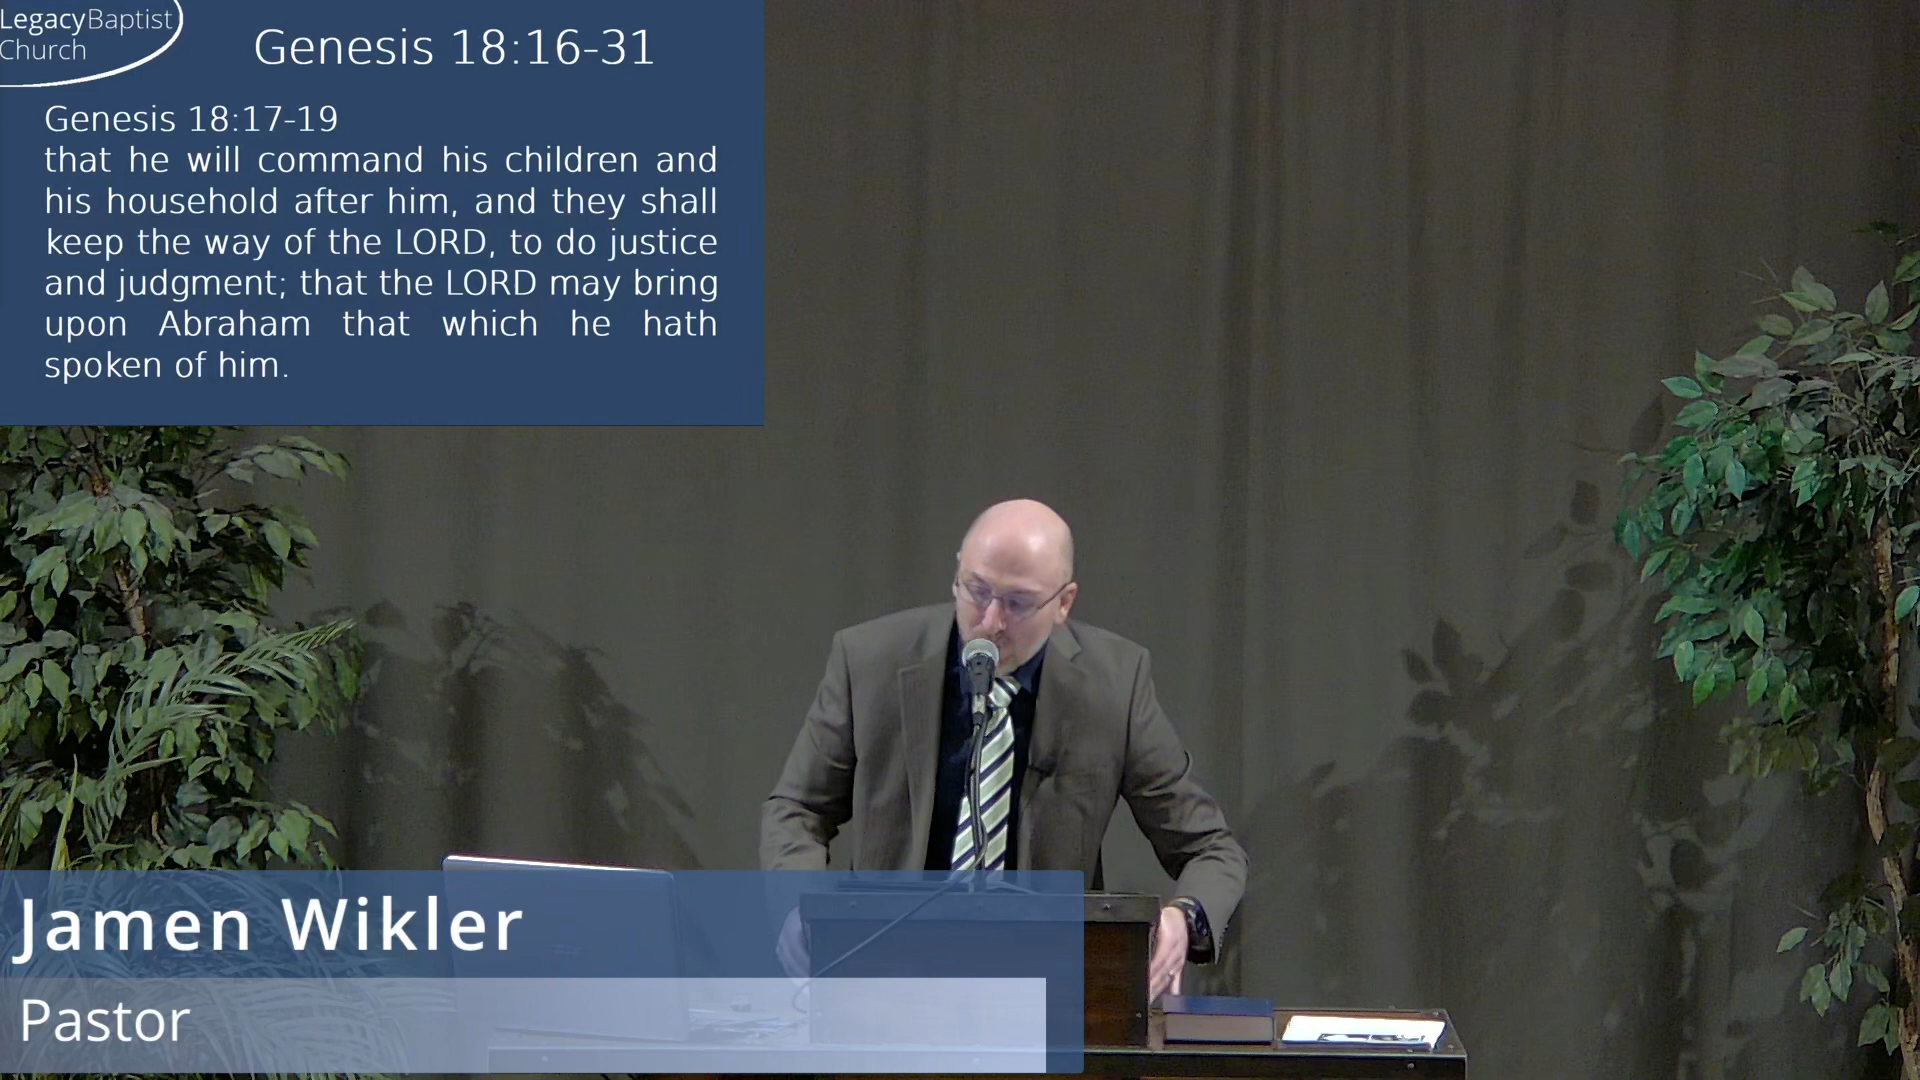 LegacyBaptist
Church
Genesis 18:16-31
Genesis 18:17-19
that he will command his children and
his household after him, and they shall
keep the way of the LORD, to do justice
and judgment; that the LORD may bring
upon Abraham that which he hath
spoken of him.
Jamen Wikler
Pastor